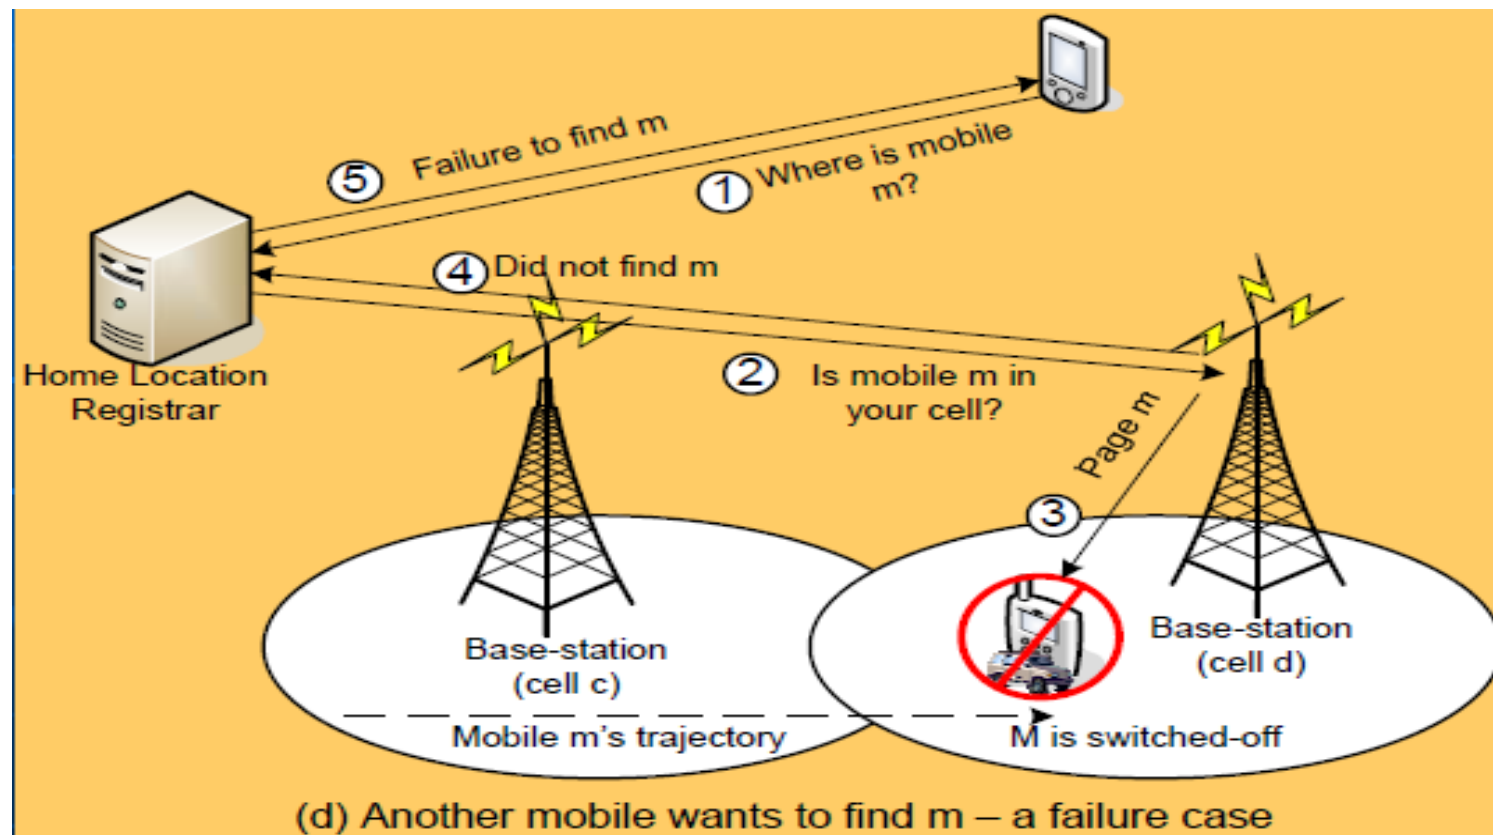 5 Failure to find m
1 Where is mobile
m?
4 Did not find m
Home Location
Registrar
2 Is mobile m in
your cell?
Page m
3
Base-station
(cell c)
Base-station
(cell d)
Mobile m's trajectory
M is switched-off
(d) Another mobile wants to find m – a failure case